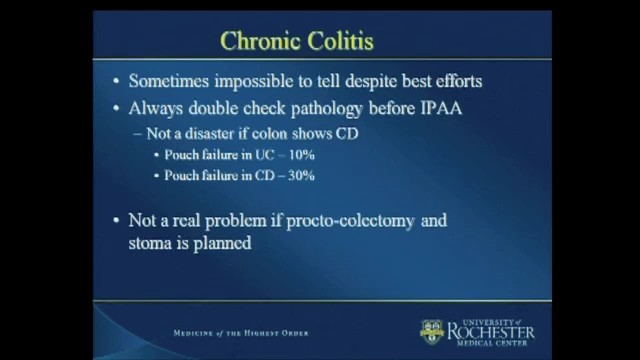 Chronic Colitis
• Sometimes impossible to tell despite best efforts
• Always double check pathology before IPAA
– Not a disaster if colon shows CD
• Pouch failure in UC – 10%
• Pouch failure in CD – 30%
• Not a real problem if procto-colectomy and
stoma is planned
MEDICINE of THE HIGHEST ORDER
UNIVERSITY of
ROCHESTER
MEDICAL CENTER